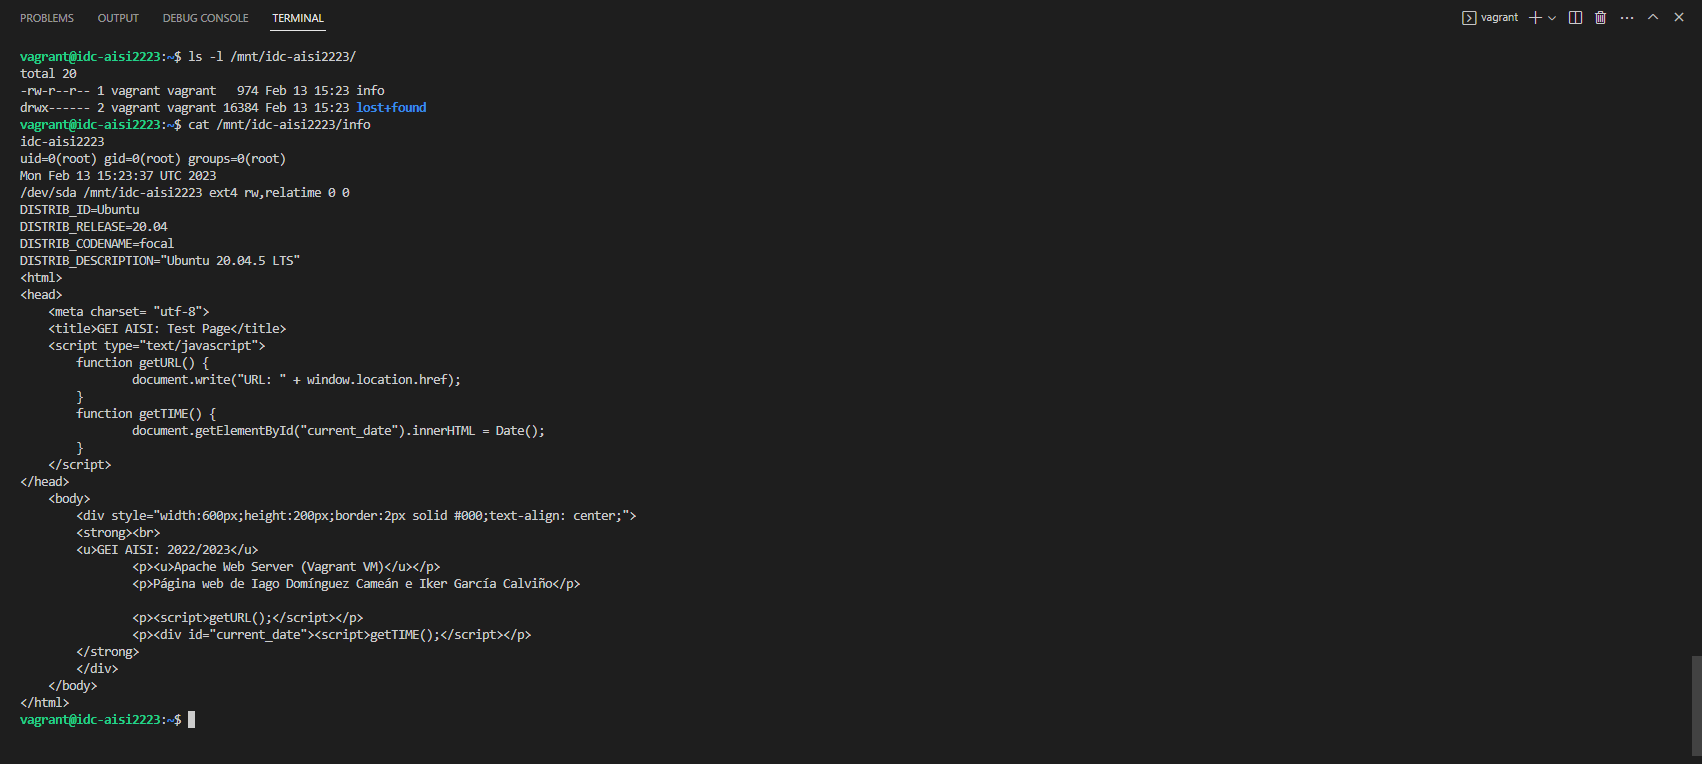 PROBLEMS OUTPUT DEBUG CONSOLE TERMINAL vagrant
vagrant@idc-aisi2223:~$ ls -l /mnt/idc-aisi2223/
total 20
-rw-r--r-- 1 vagrant vagrant   974 Feb 13 15:23 info
drwx------ 2 vagrant vagrant 16384 Feb 13 15:23 lost+found
vagrant@idc-aisi2223:~$ cat /mnt/idc-aisi2223/info
idc-aisi2223
uid=0(root) gid=0(root) groups=0(root)
Mon Feb 13 15:23:37 UTC 2023
/dev/sda /mnt/idc-aisi2223 ext4 rw,relatime 0 0
DISTRIB_ID=Ubuntu
DISTRIB_RELEASE=20.04
DISTRIB_CODENAME=focal
DISTRIB_DESCRIPTION="Ubuntu 20.04.5 LTS"
<html>
<head>
    <meta charset= "utf-8">
    <title>GEI AISI: Test Page</title>
    <script type="text/javascript">
        function getURL() {
                document.write("URL: " + window.location.href);
        }
        function getTIME() {
                document.getElementById("current_date").innerHTML = Date();
        }
    </script>
</head>
    <body>
        <div style="width:600px;height:200px;border:2px solid #000;text-align: center;">
        <strong><br>
        <u>GEI AISI: 2022/2023</u>
                <p><u>Apache Web Server (Vagrant VM)</u></p>
                <p>Página web de Iago Domínguez Cameán e Iker García Calviño</p>
                <p><script>getURL();</script></p>
                <p><div id="current_date"><script>getTIME();</script></p>
        </strong>
        </div>
    </body>
</html>
vagrant@idc-aisi2223:~$